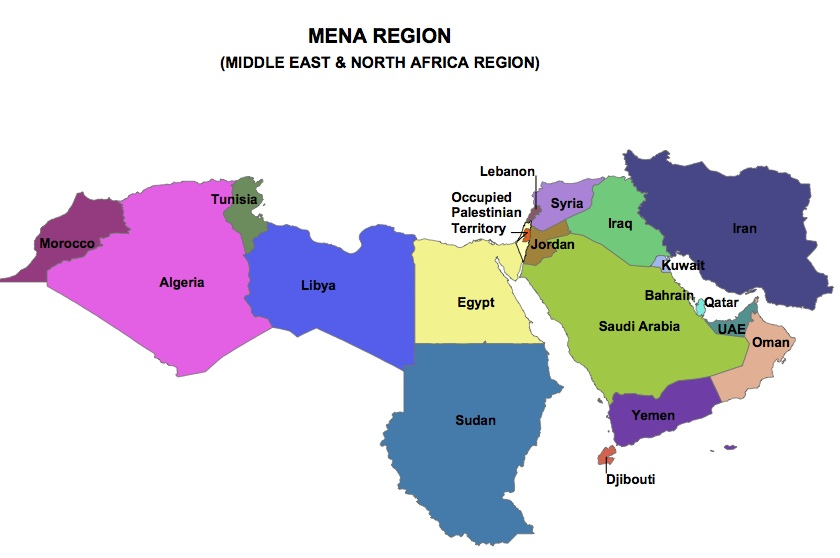 MENA REGION
(MIDDLE EAST & NORTH AFRICA REGION)
Lebanon
Occupied
Palestinian
Territory
Tunisia
Syria
Iraq
Iran
Morocco
Jordan
Kuwait
Algeria
Libya
Egypt
Bahrain
Qatar
Saudi Arabia
UAE
Oman
Sudan
Yemen
Djibouti